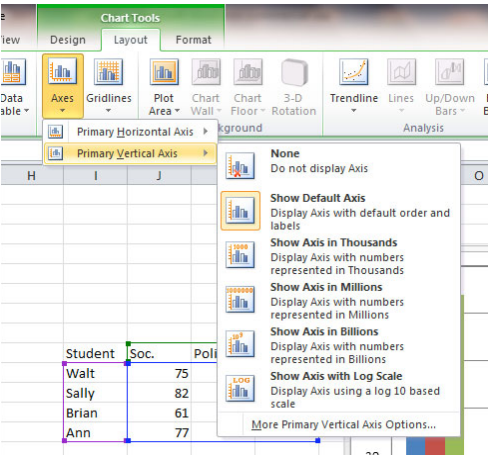 Chart Tools
Design Layout Format
Axes Gridlines Plot Area Chart Wall Chart Floor 3-D Rotation Trendline Lines Up/Down Bars
Data
Analysis
Primary Horizontal Axis
Primary Vertical Axis
None
Do not display Axis
Show Default Axis
Display Axis with default order and
labels
Show Axis in Thousands
Display Axis with numbers
represented in Thousands
Show Axis in Millions
Display Axis with numbers
represented in Millions
Show Axis in Billions
Display Axis with numbers
represented in Billions
Show Axis with Log Scale
Display Axis using a log 10 based
scale
More Primary Vertical Axis Options...
H I J O
Student Soc. Poli
Walt 75
Sally 82
Brian 61
Ann 77